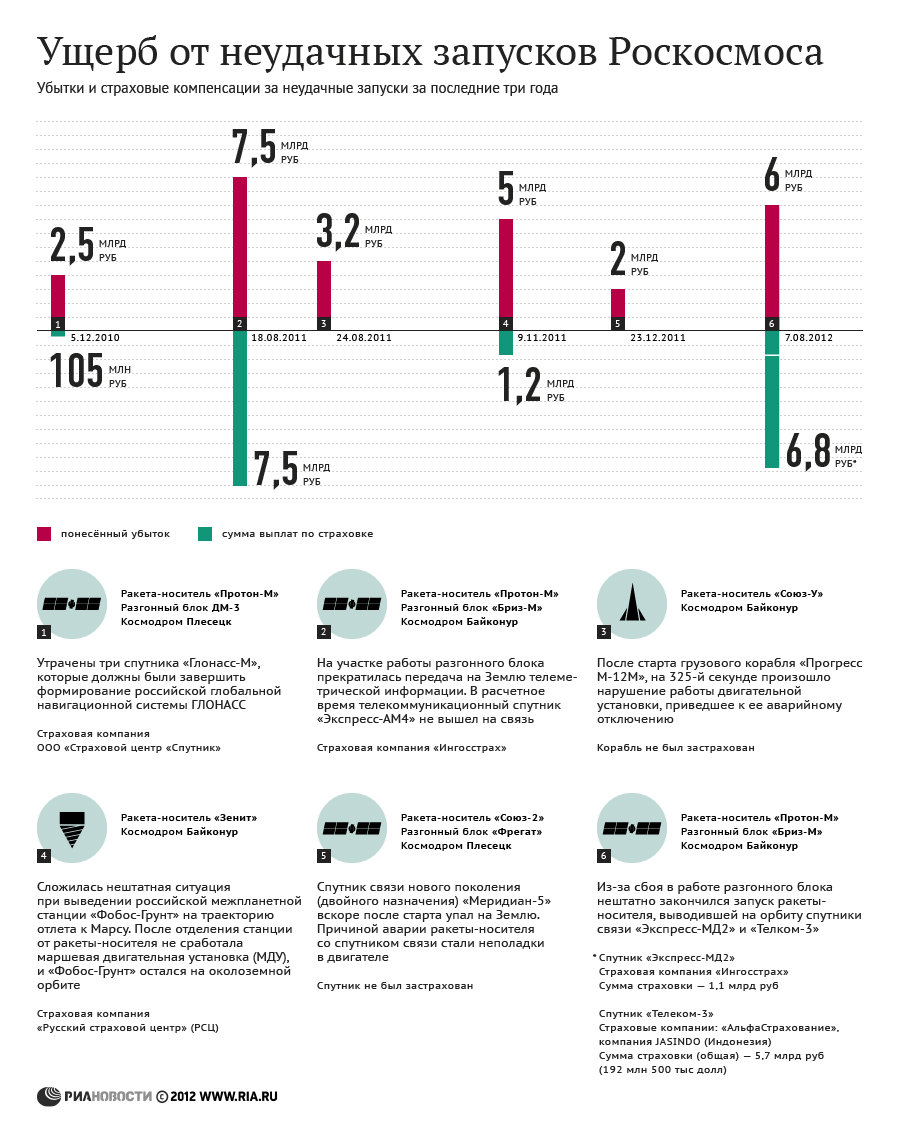 Ущерб от неудачных запусков Роскосмоса
Убытки и страховые компенсации за неудачные запуски за последние три года
7,5 МЛРД РУБ
6 МЛРД РУБ
5 МЛРД РУБ
3,2 МЛРД РУБ
2,5 МЛРД РУБ
2 МЛРД РУБ
1
2
3
4
5
6
5.12.2010
18.08.2011
24.08.2011
9.11.2011
23.12.2011
7.08.2012
105 МЛН РУБ
1,2 МЛРД РУБ
6,8 МЛРД РУБ*
7,5 МЛРД РУБ
понесённый убыток
сумма выплат по страховке
1
Ракета-носитель «Протон-М»
Разгонный блок ДМ-3
Космодром Плесецк
Утрачены три спутника «Глонасс-М»,
которые должны были завершить
формирование российской глобальной
навигационной системы ГЛОНАСС
Страховая компания
ООО «Страховой центр «Спутник»
2
Ракета-носитель «Протон-М»
Разгонный блок «Бриз-М»
Космодром Байконур
На участке работы разгонного блока
прекратилась передача на Землю телеме-
трической информации. В расчетное
время телекоммуникационный спутник
«Экспресс-АМ4» не вышел на связь
Страховая компания «Ингосстрах»
3
Ракета-носитель «Союз-У»
Космодром Байконур
После старта грузового корабля «Прогресс
М-12М», на 325-й секунде произошло
нарушение работы двигательной
установки, приведшее к ее аварийному
отключению
Корабль не был застрахован
4
Ракета-носитель «Зенит»
Космодром Байконур
Сложилась нештатная ситуация
при выведении российской межпланетной
станции «Фобос-Грунт» на траекторию
отлета к Марсу. После отделения станции
от ракеты-носителя не сработала
маршевая двигательная установка (МДУ),
и «Фобос-Грунт» остался на околоземной
орбите
Страховая компания
«Русский страховой центр» (РСЦ)
5
Ракета-носитель «Союз-2»
Разгонный блок «Фрегат»
Космодром Плесецк
Спутник связи нового поколения
(двойного назначения) «Меридиан-5»
вскоре после старта упал на Землю.
Причиной аварии ракеты-носителя
со спутником связи стали неполадки
в двигателе
Спутник не был застрахован
6
Ракета-носитель «Протон-М»
Разгонный блок «Бриз-М»
Космодром Байконур
Из-за сбоя в работе разгонного блока
нештатно закончился запуск ракеты-
носителя, выводившей на орбиту спутники
связи «Экспресс-МД2» и «Телком-3»
* Спутник «Экспресс-МД2»
Страховая компания «Ингосстрах»
Сумма страховки — 1,1 млрд руб
Спутник «Телеком-3»
Страховые компании: «АльфаСтрахование»,
компания JASINDO (Индонезия)
Сумма страховки (общая) — 5,7 млрд руб
(192 млн 500 тыс долл)
РИАНОВОСТИ © 2012 WWW.RIA.RU